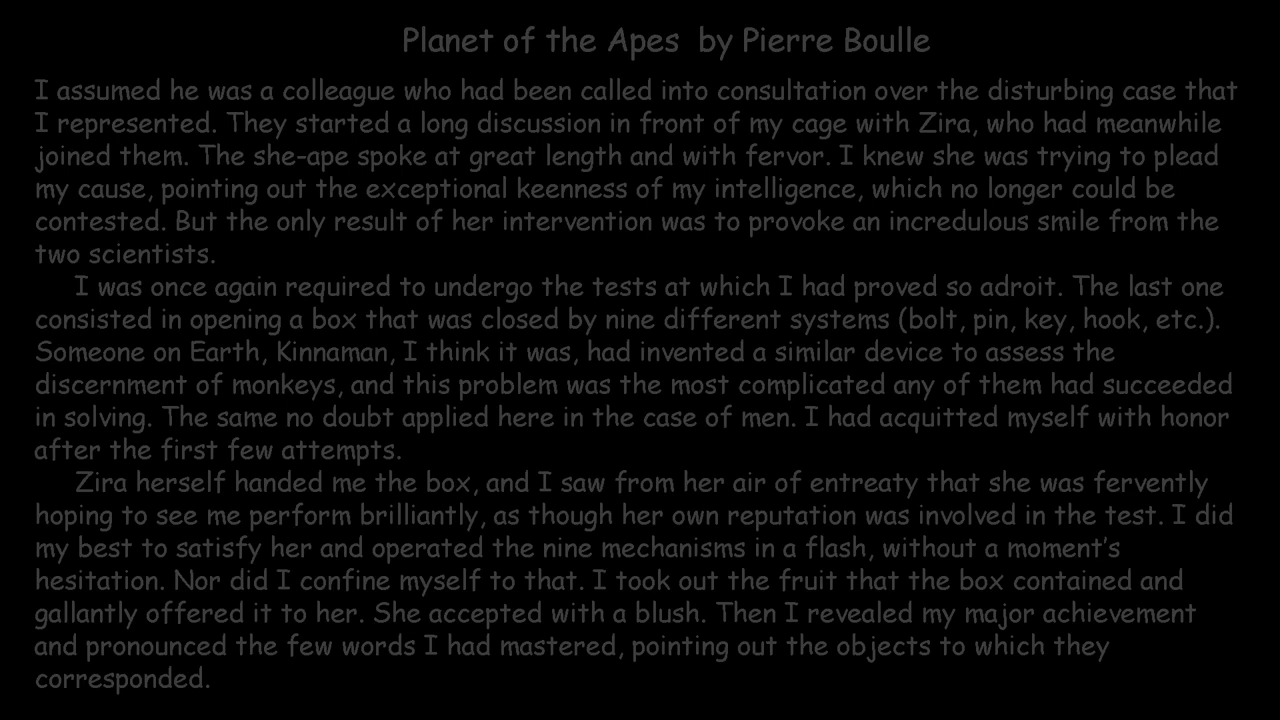 Planet of the Apes  by Pierre Boulle
I assumed he was a colleague who had been called into consultation over the disturbing case that
I represented. They started a long discussion in front of my cage with Zira, who had meanwhile
joined them. The she-ape spoke at great length and with fervor. I knew she was trying to plead
my cause, pointing out the exceptional keenness of my intelligence, which no longer could be
contested. But the only result of her intervention was to provoke an incredulous smile from the
two scientists.
I was once again required to undergo the tests at which I had proved so adroit. The last one
consisted in opening a box that was closed by nine different systems (bolt, pin, key, hook, etc.).
Someone on Earth, Kinnaman, I think it was, had invented a similar device to assess the
discernment of monkeys, and this problem was the most complicated any of them had succeeded
in solving. The same no doubt applied here in the case of men. I had acquitted myself with honor
after the first few attempts.
Zira herself handed me the box, and I saw from her air of entreaty that she was fervently
hoping to see me perform brilliantly, as though her own reputation was involved in the test. I did
my best to satisfy her and operated the nine mechanisms in a flash, without a moment's
hesitation. Nor did I confine myself to that. I took out the fruit that the box contained and
gallantly offered it to her. She accepted with a blush. Then I revealed my major achievement
and pronounced the few words I had mastered, pointing out the objects to which they
corresponded.